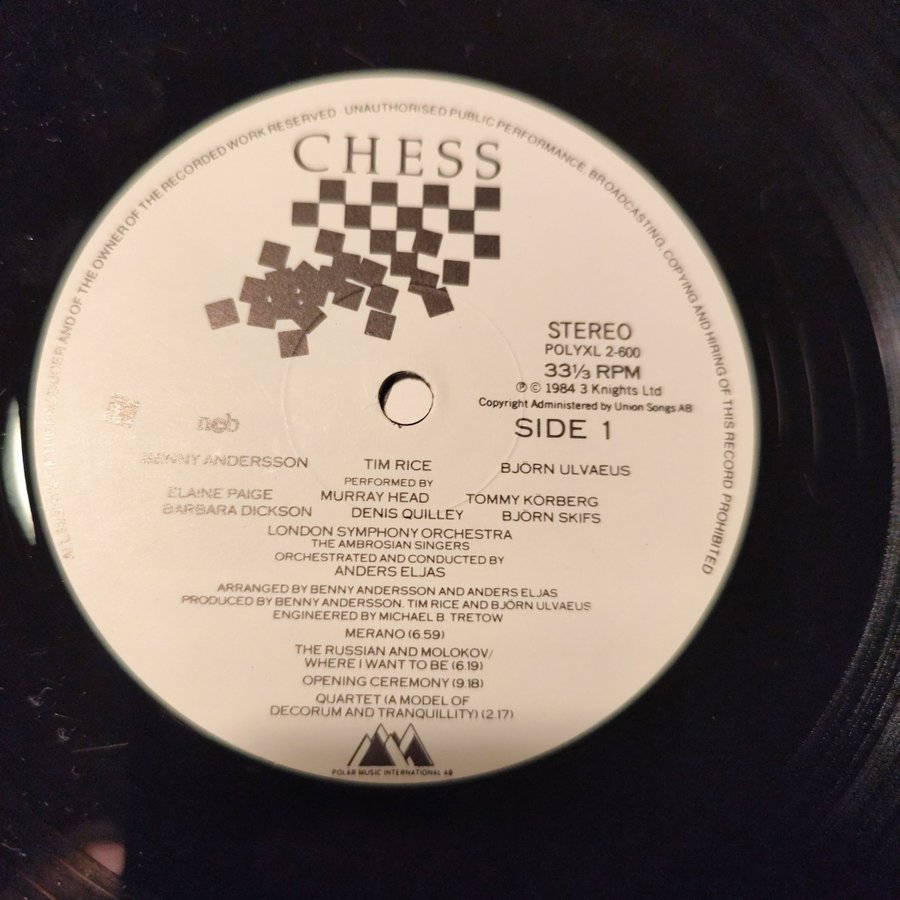 ALL RIGHTS OF THE PRODUCER AND OF THE OWNER OF THE RECORDED WORK RESERVED · UNAUTHORISED PUBLIC PERFORMANCE, BROADCASTING, COPYING AND HIRING OF THIS RECORD PROHIBITED
CHESS
STEREO
POLYXL 2-600
33⅓ RPM
℗ © 1984 3 Knights Ltd
Copyright Administered by Union Songs AB
ncb
SIDE 1
BENNY ANDERSSON TIM RICE BJÖRN ULVAEUS
PERFORMED BY
ELAINE PAIGE MURRAY HEAD TOMMY KÖRBERG
BARBARA DICKSON DENIS QUILLEY BJÖRN SKIFS
LONDON SYMPHONY ORCHESTRA
THE AMBROSIAN SINGERS
ORCHESTRATED AND CONDUCTED BY
ANDERS ELJAS
ARRANGED BY BENNY ANDERSSON AND ANDERS ELJAS
PRODUCED BY BENNY ANDERSSON, TIM RICE AND BJÖRN ULVAEUS
ENGINEERED BY MICHAEL B. TRETOW
MERANO (6.59)
THE RUSSIAN AND MOLOKOV/
WHERE I WANT TO BE (6.19)
OPENING CEREMONY (9.18)
QUARTET (A MODEL OF
DECORUM AND TRANQUILLITY) (2.17)
POLAR MUSIC INTERNATIONAL AB